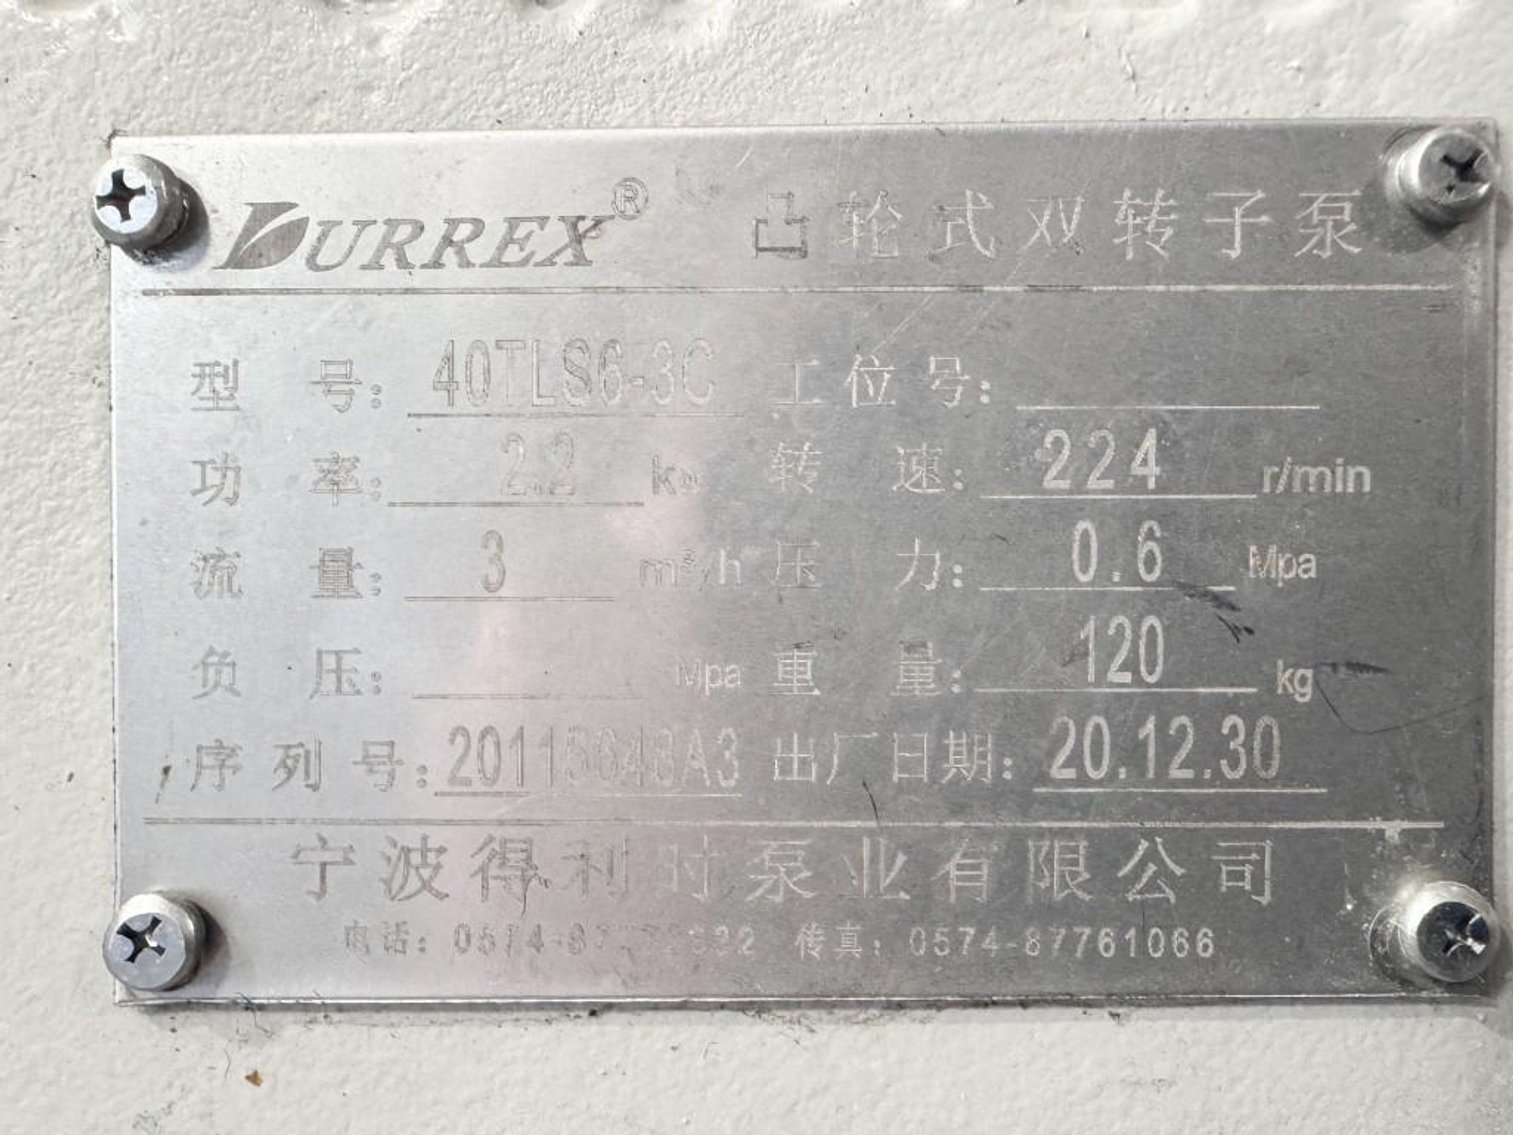 DURREX® 凸轮式双转子泵
型 号: 40TLS6-3C 工位号:
功 率: 2.2 kw 转 速: 224 r/min
流 量: 3 m³/h 压 力: 0.6 Mpa
负 压: Mpa 重 量: 120 kg
序列号: 出厂日期: 20.12.30
宁波得利时泵业有限公司
电话: 传真: 0574-87761066